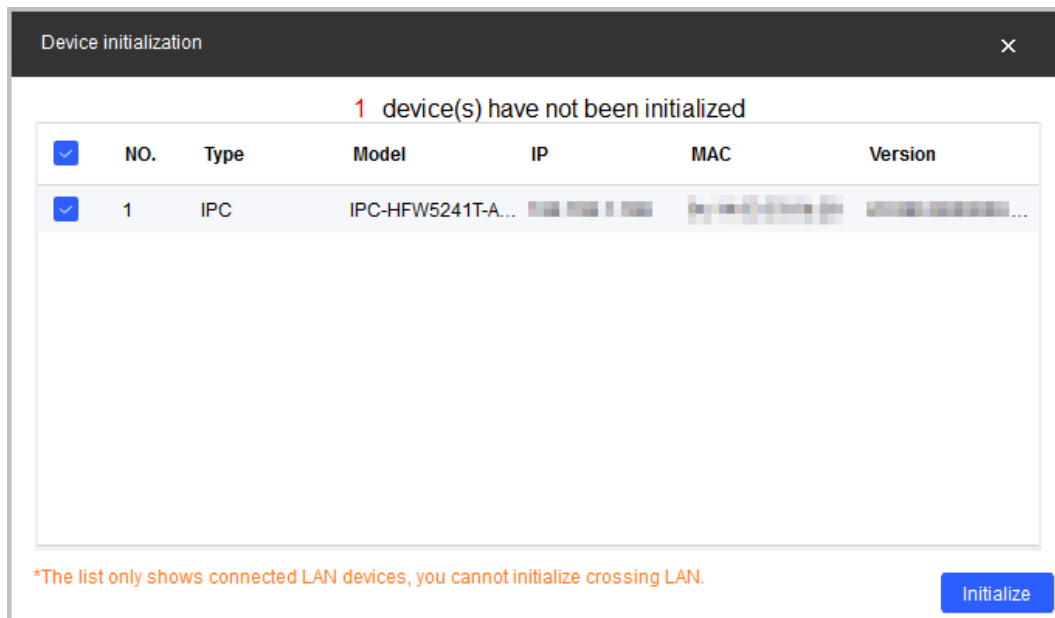 Device initialization
1 device(s) have not been initialized
NO. Type Model IP MAC Version
1 IPC IPC-HFW5241T-A... ...
*The list only shows connected LAN devices, you cannot initialize crossing LAN.
Initialize